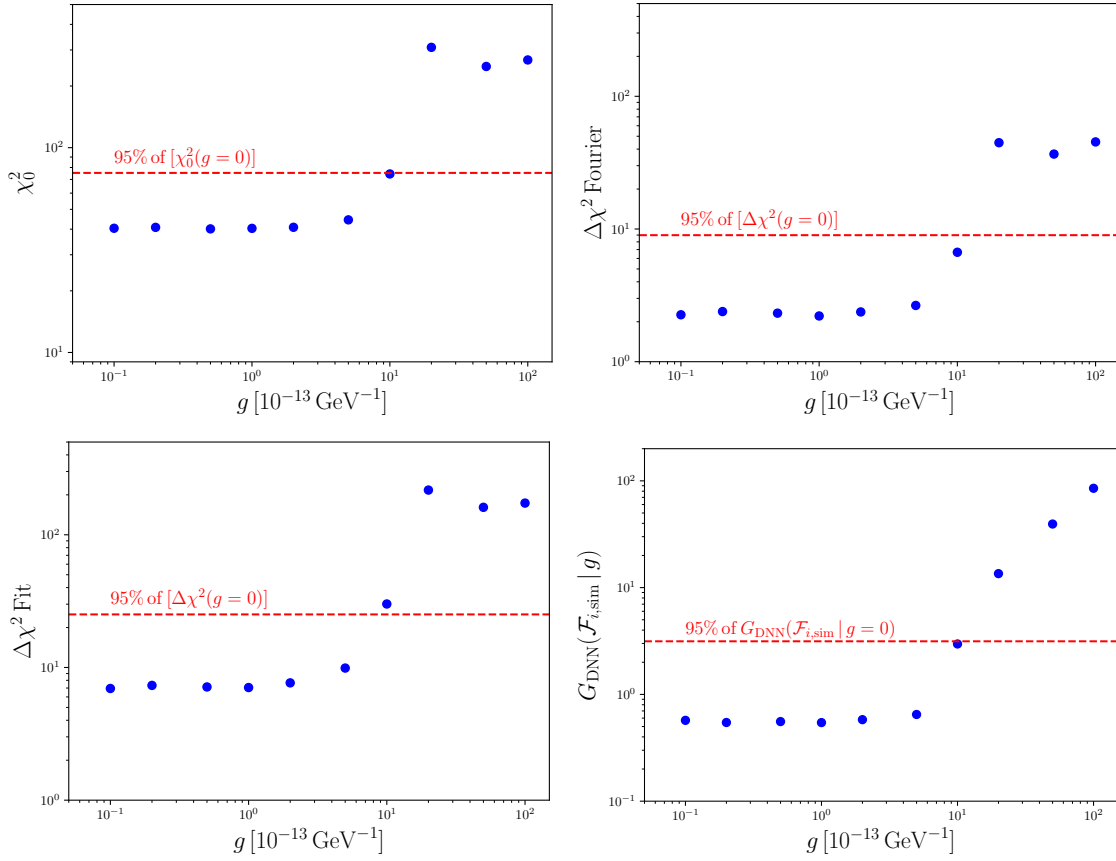 10²
10¹
χ₀²
95% of [χ₀²(g = 0)]
10⁻¹ 10⁰ 10¹ 10²
g [10⁻¹³ GeV⁻¹]
10²
10¹
10⁰
Δχ² Fourier
95% of [Δχ²(g = 0)]
10⁻¹ 10⁰ 10¹ 10²
g [10⁻¹³ GeV⁻¹]
10²
10¹
10⁰
Δχ² Fit
95% of [Δχ²(g = 0)]
10⁻¹ 10⁰ 10¹ 10²
g [10⁻¹³ GeV⁻¹]
10²
10¹
10⁰
10⁻¹
G_DNN(ℱ_i,sim | g)
95% of G_DNN(ℱ_i,sim | g = 0)
10⁻¹ 10⁰ 10¹ 10²
g [10⁻¹³ GeV⁻¹]